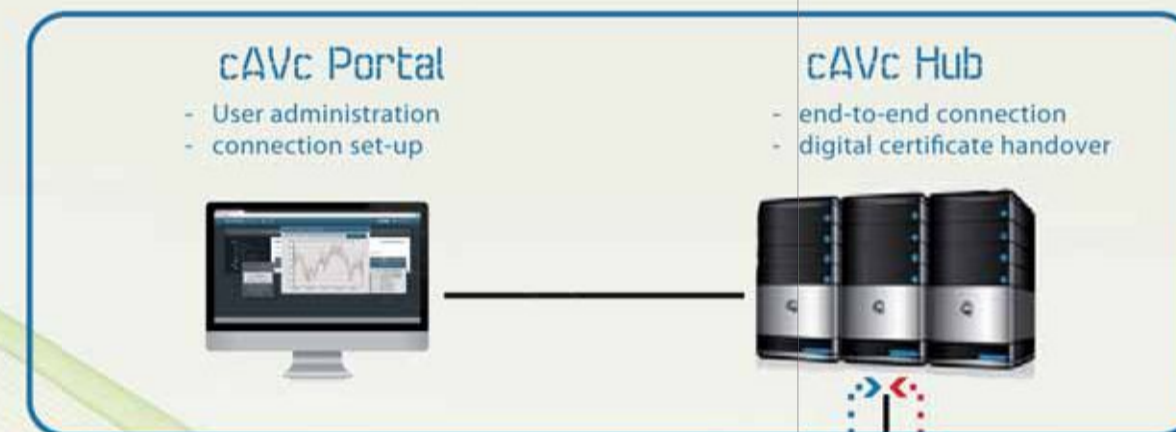 cAVc Portal
- User administration
- connection set-up
cAVc Hub
- end-to-end connection
- digital certificate handover